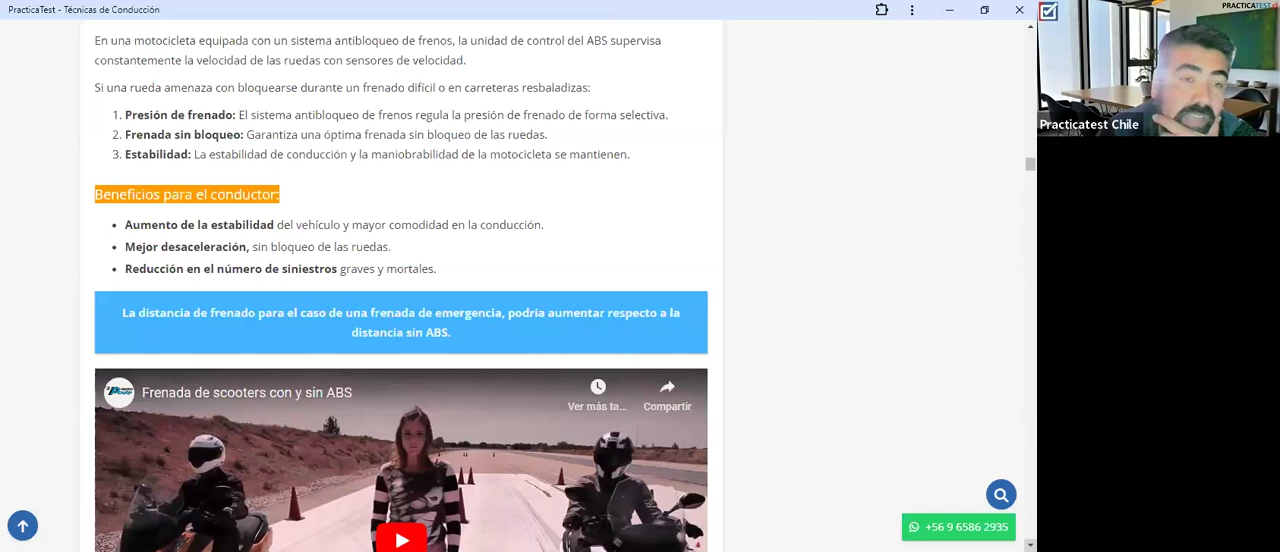 PracticaTest - Técnicas de Conducción
PRACTICATEST
En una motocicleta equipada con un sistema antibloqueo de frenos, la unidad de control del ABS supervisa
constantemente la velocidad de las ruedas con sensores de velocidad.
Si una rueda amenaza con bloquearse durante un frenado difícil o en carreteras resbaladizas:
1. Presión de frenado: El sistema antibloqueo de frenos regula la presión de frenado de forma selectiva.
2. Frenada sin bloqueo: Garantiza una óptima frenada sin bloqueo de las ruedas.
3. Estabilidad: La estabilidad de conducción y la maniobrabilidad de la motocicleta se mantienen.
Practicatest Chile
Beneficios para el conductor:
• Aumento de la estabilidad del vehículo y mayor comodidad en la conducción.
• Mejor desaceleración, sin bloqueo de las ruedas.
• Reducción en el número de siniestros graves y mortales.
La distancia de frenado para el caso de una frenada de emergencia, podría aumentar respecto a la
distancia sin ABS.
Frenada de scooters con y sin ABS
Ver más ta...
Compartir
+56 9 6586 2935